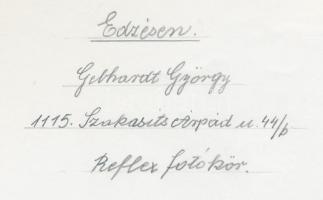 Edzésen.
Gebhardt György
1115. Szakasits Árpád u. 44/b
Reflex fotókör.